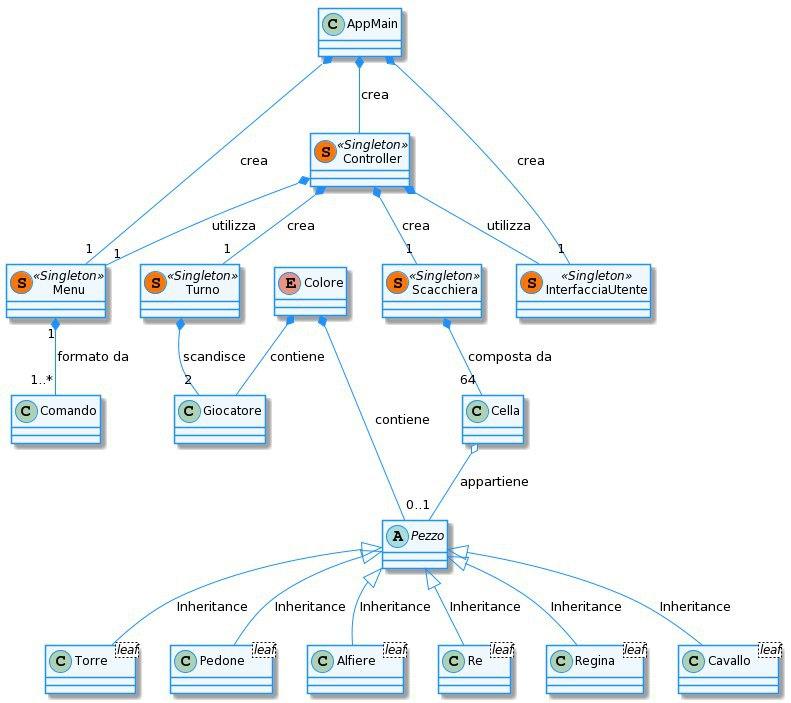 C AppMain
crea
crea
crea
S «Singleton»
Controller
utilizza
crea
crea
utilizza
1
1
1
1
1
S «Singleton»
Menu
S «Singleton»
Turno
E Colore
S «Singleton»
Scacchiera
S «Singleton»
InterfacciaUtente
1
formato da
1..*
scandisce
2
contiene
composta da
64
C Comando
C Giocatore
contiene
C Cella
appartiene
0..1
A Pezzo
Inheritance
Inheritance
Inheritance
Inheritance
Inheritance
Inheritance
C Torre leaf
C Pedone leaf
C Alfiere leaf
C Re leaf
C Regina leaf
C Cavallo leaf